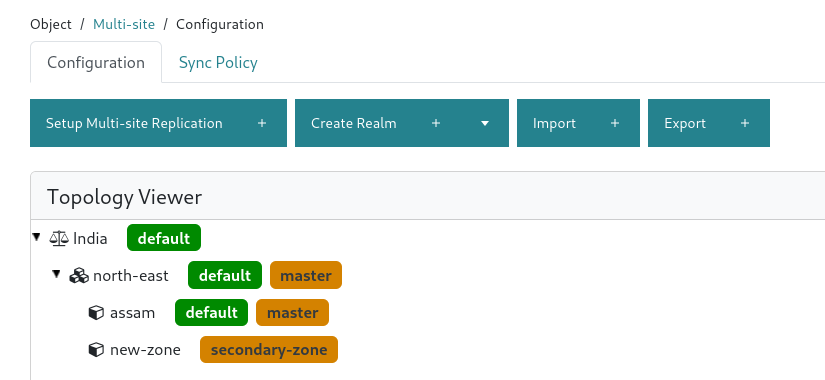 Object / Multi-site / Configuration
Configuration Sync Policy
Setup Multi-site Replication + Create Realm + Import + Export +
Topology Viewer
India default
north-east default master
assam default master
new-zone secondary-zone